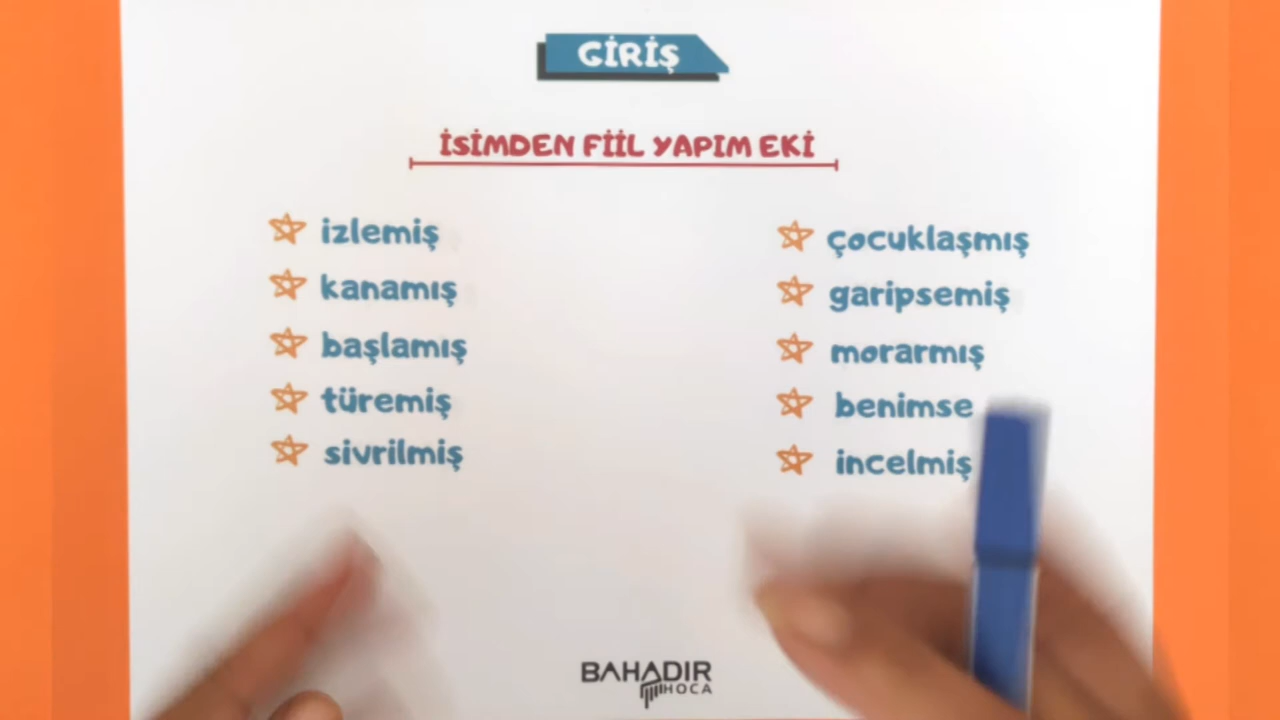 GİRİŞ
İSİMDEN FİİL YAPIM EKİ
izlemiş
kanamış
başlamış
türemiş
sivrilmiş
çocuklaşmış
garipsemiş
morarmış
benimse
incelmiş
BAHADIR
HOCA